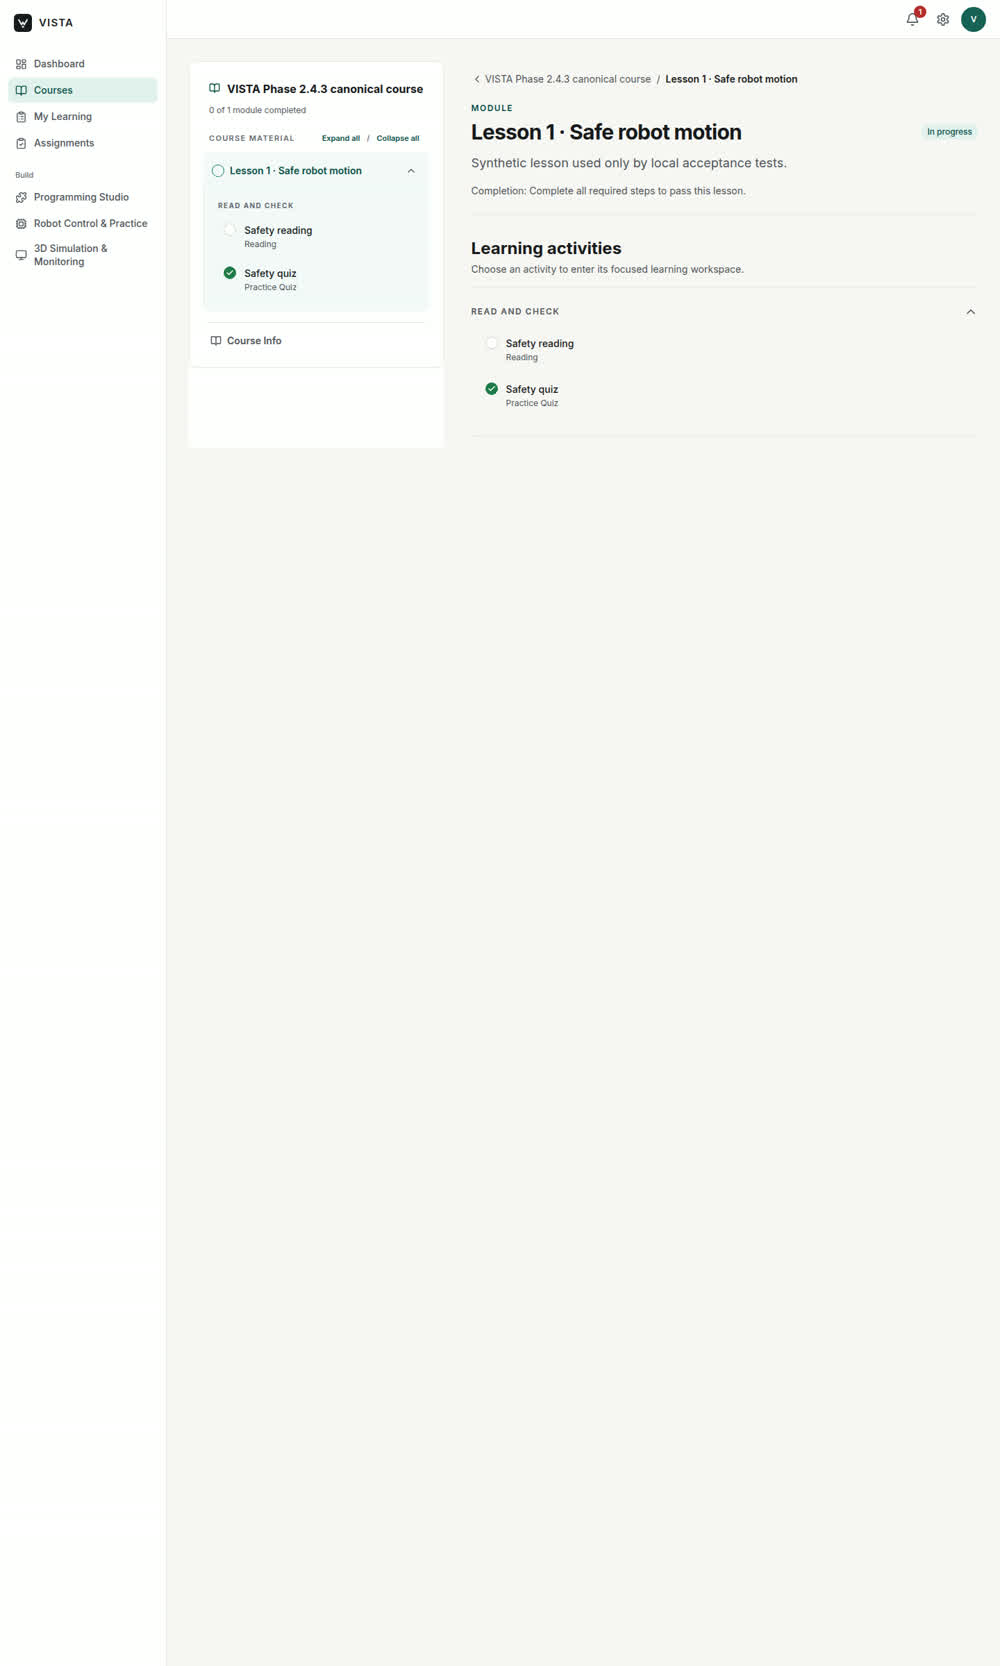 VISTA
Dashboard
Courses
My Learning
Assignments
Build
Programming Studio
Robot Control & Practice
3D Simulation &
Monitoring
1
V
VISTA Phase 2.4.3 canonical course
0 of 1 module completed
COURSE MATERIAL Expand all / Collapse all
Lesson 1 · Safe robot motion
READ AND CHECK
Safety reading
Reading
Safety quiz
Practice Quiz
Course Info
VISTA Phase 2.4.3 canonical course / Lesson 1 · Safe robot motion
MODULE
Lesson 1 · Safe robot motion
In progress
Synthetic lesson used only by local acceptance tests.
Completion: Complete all required steps to pass this lesson.
Learning activities
Choose an activity to enter its focused learning workspace.
READ AND CHECK
Safety reading
Reading
Safety quiz
Practice Quiz